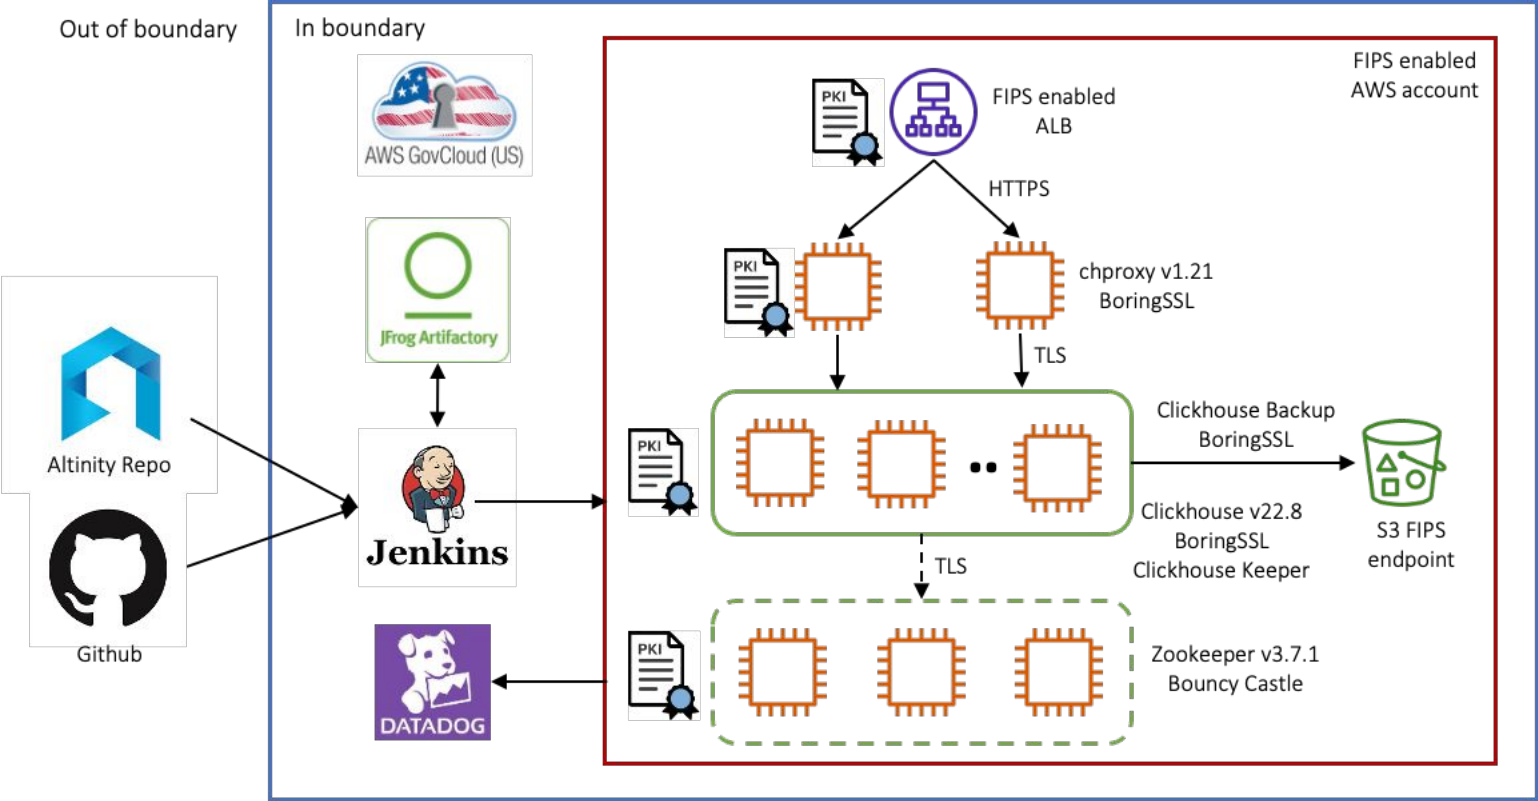 Out of boundary
In boundary
FIPS enabled
AWS account
AWS GovCloud (US)
PKI
FIPS enabled
ALB
HTTPS
JFrog Artifactory
PKI
chproxy v1.21
BoringSSL
TLS
Altinity Repo
Github
Jenkins
PKI
Clickhouse Backup
BoringSSL
Clickhouse v22.8
BoringSSL
Clickhouse Keeper
S3 FIPS
endpoint
TLS
DATADOG
PKI
Zookeeper v3.7.1
Bouncy Castle